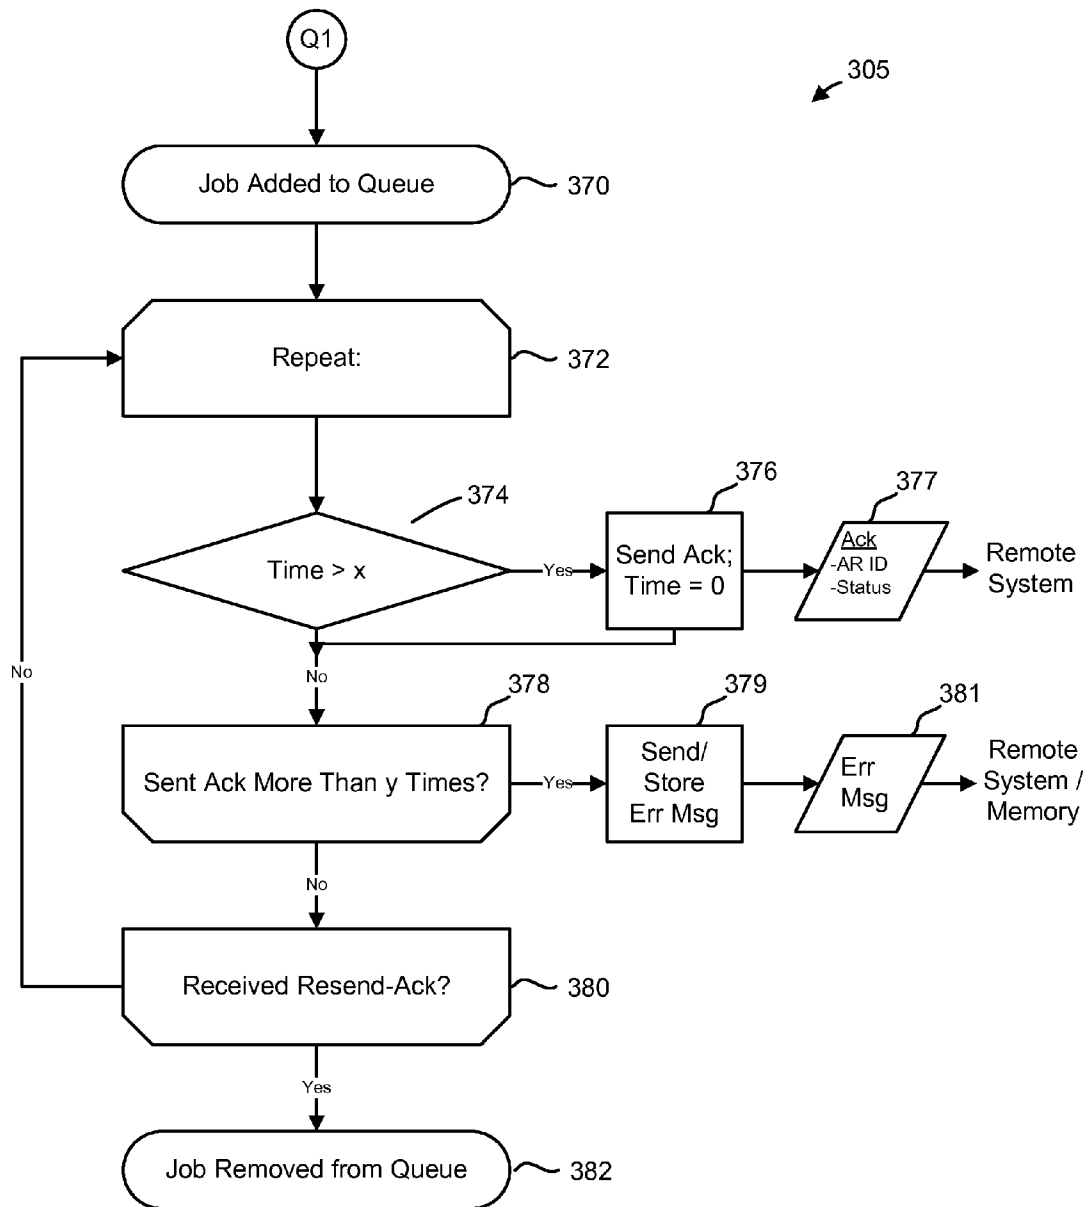 Q1
305
Job Added to Queue
370
Repeat:
372
374
376
377
Time > x
Yes
Send Ack;
Time = 0
Ack
-AR ID
-Status
Remote
System
No
No
378
379
381
Sent Ack More Than y Times?
Yes
Send/
Store
Err Msg
Err
Msg
Remote
System /
Memory
No
Received Resend-Ack?
380
Yes
Job Removed from Queue
382